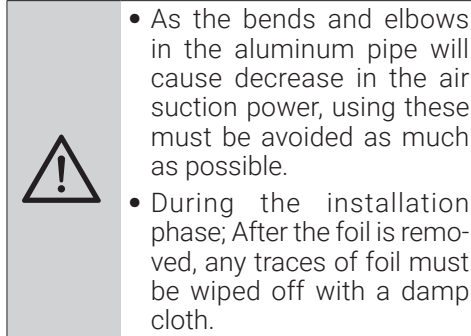 • As the bends and elbows
in the aluminum pipe will
cause decrease in the air
suction power, using these
must be avoided as much
as possible.
• During the installation
phase; After the foil is remo-
ved, any traces of foil must
be wiped off with a damp
cloth.